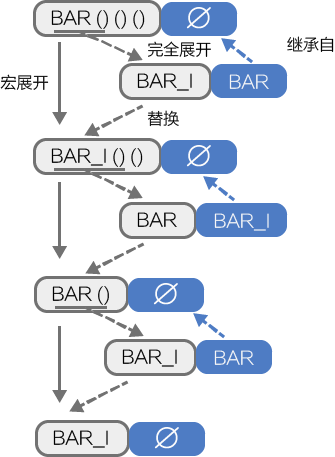 BAR () () () ∅
完全展开
继承自
BAR_I BAR
宏展开
替换
BAR_I () () ∅
BAR BAR_I
BAR () ∅
BAR_I BAR
BAR_I ∅